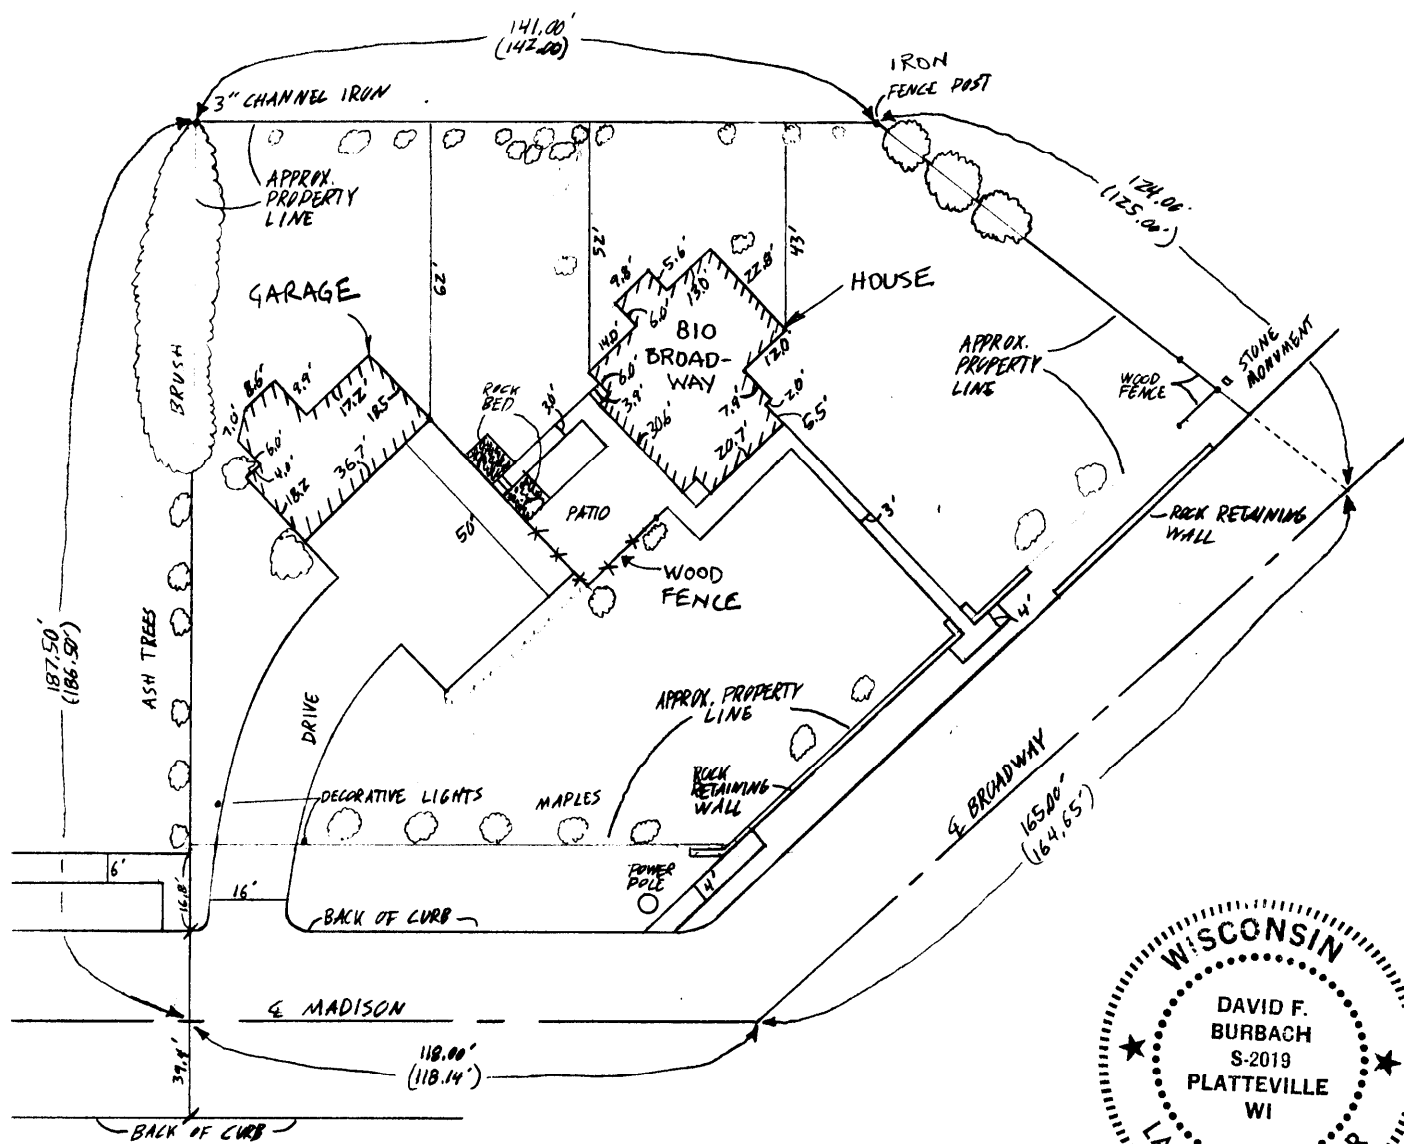 141.00'
(142.00)
3" CHANNEL IRON
IRON
FENCE POST
APPROX.
PROPERTY
LINE
124.06'
(125.00')
62'
52'
43'
GARAGE
HOUSE
9.8'
5.6'
13.0'
22.8'
6.0'
14.0'
810
BROAD-
WAY
12.0'
6.0'
3.9'
30.6'
7.9'
2.0'
20.7'
5.5'
BRUSH
8.6'
9.9'
17.2'
18.5
7.0'
6.0'
4.0'
18.2
36.7'
ROCK
BED
3.0'
APPROX.
PROPERTY
LINE
WOOD
FENCE
STONE
MONUMENT
50'
PATIO
3'
ROCK RETAINING
WALL
WOOD
FENCE
4'
187.50'
(186.50')
ASH TREES
DRIVE
APPROX. PROPERTY
LINE
DECORATIVE LIGHTS
MAPLES
ROCK
RETAINING
WALL
℄ BROADWAY
165.00'
(164.65')
6'
16.8'
16'
POWER
POLE
4'
BACK OF CURB
℄ MADISON
118.00'
(118.14')
39.4'
BACK OF CURB
WISCONSIN
DAVID F.
BURBACH
S-2019
PLATTEVILLE
WI